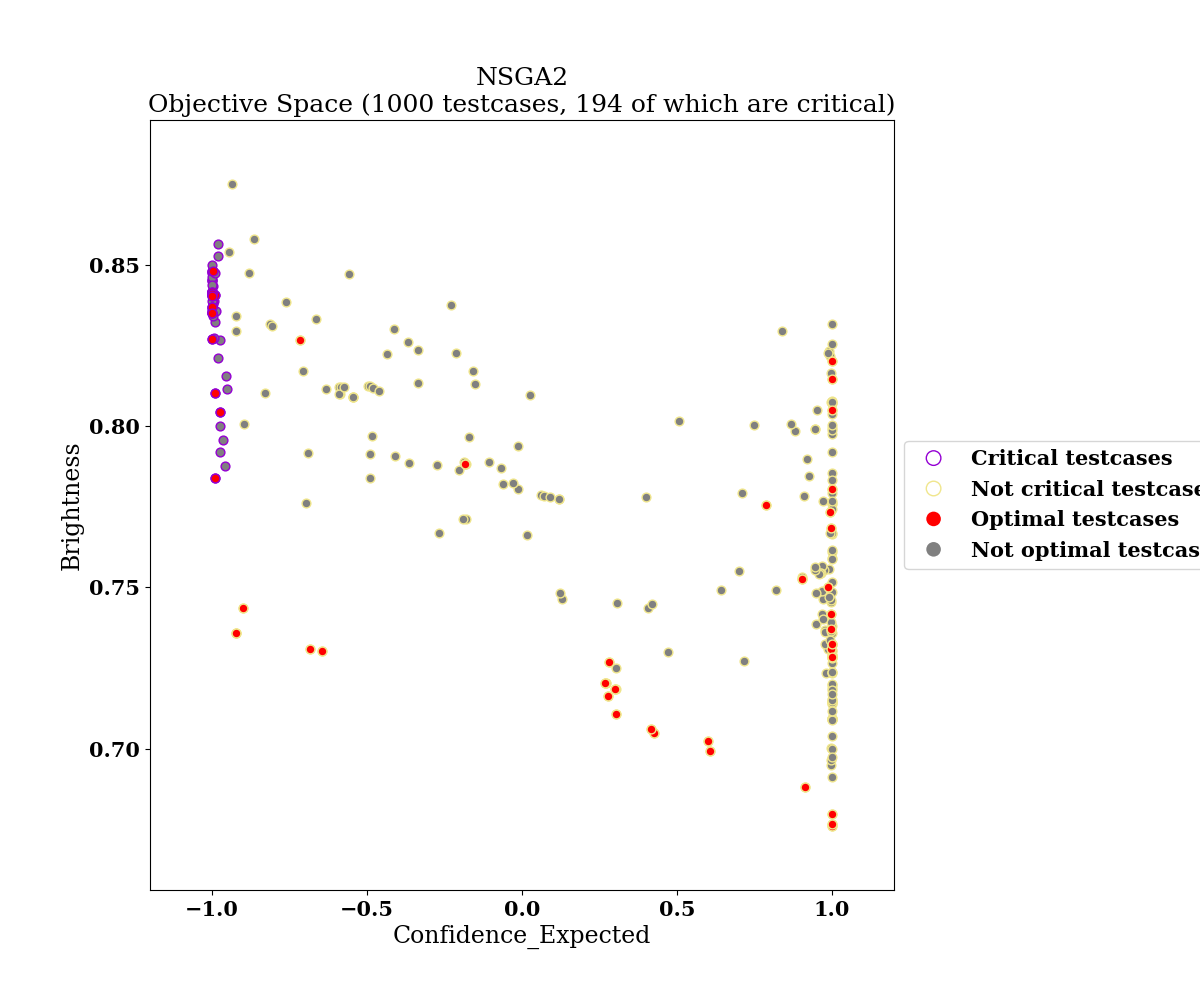 NSGA2
Objective Space (1000 testcases, 194 of which are critical)
0.85
0.80
0.75
0.70
Brightness
−1.0
−0.5
0.0
0.5
1.0
Confidence_Expected
Critical testcases
Not critical testcase
Optimal testcases
Not optimal testcas